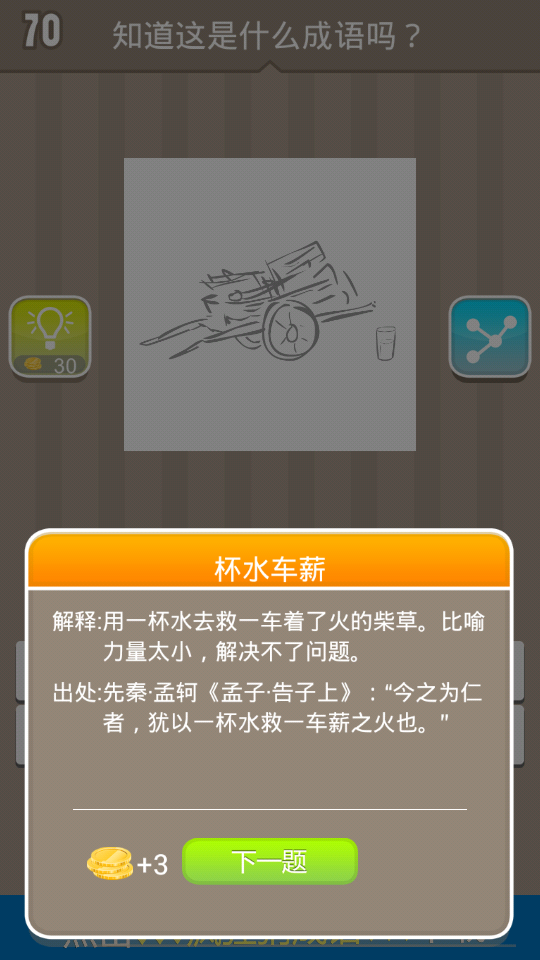 70
知道这是什么成语吗？
30
杯水车薪
解释:用一杯水去救一车着了火的柴草。比喻
力量太小，解决不了问题。
出处:先秦·孟轲《孟子·告子上》：“今之为仁
者，犹以一杯水救一车薪之火也。”
+3
下一题